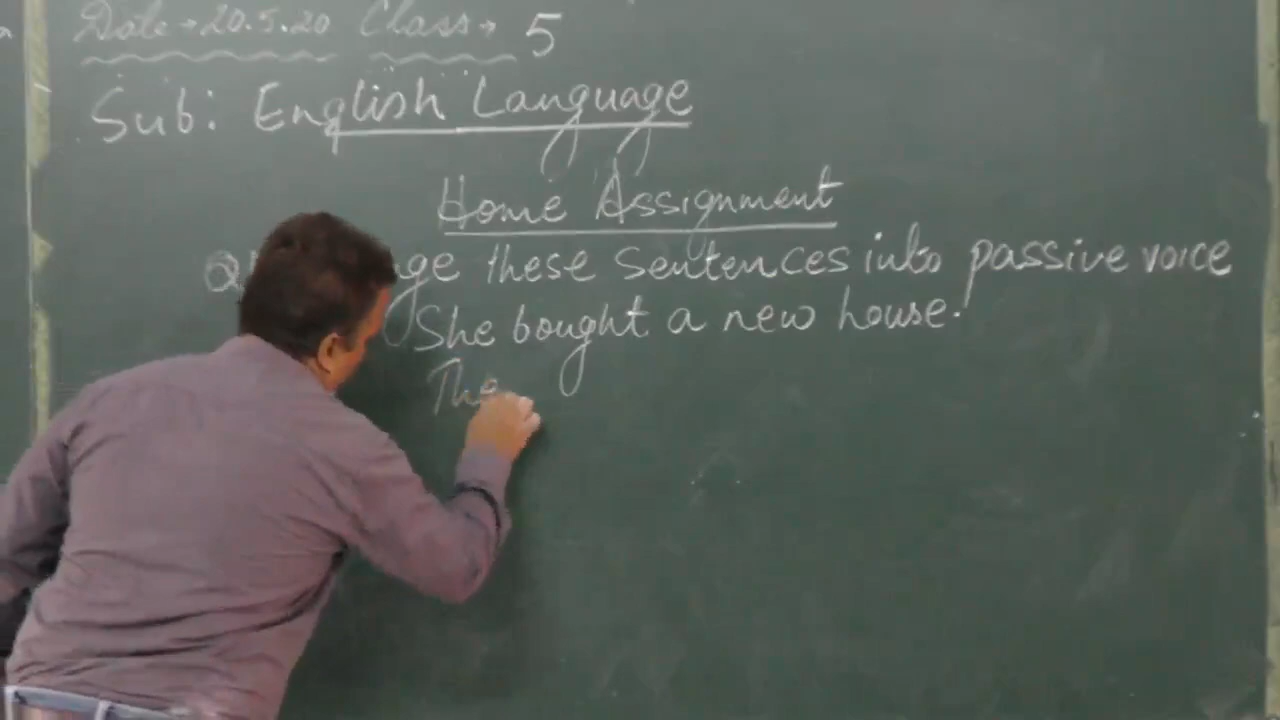 Date → 20.5.20 Class → 5
Sub: English Language
Home Assignment
these sentences into passive voice
She bought a new house.
The